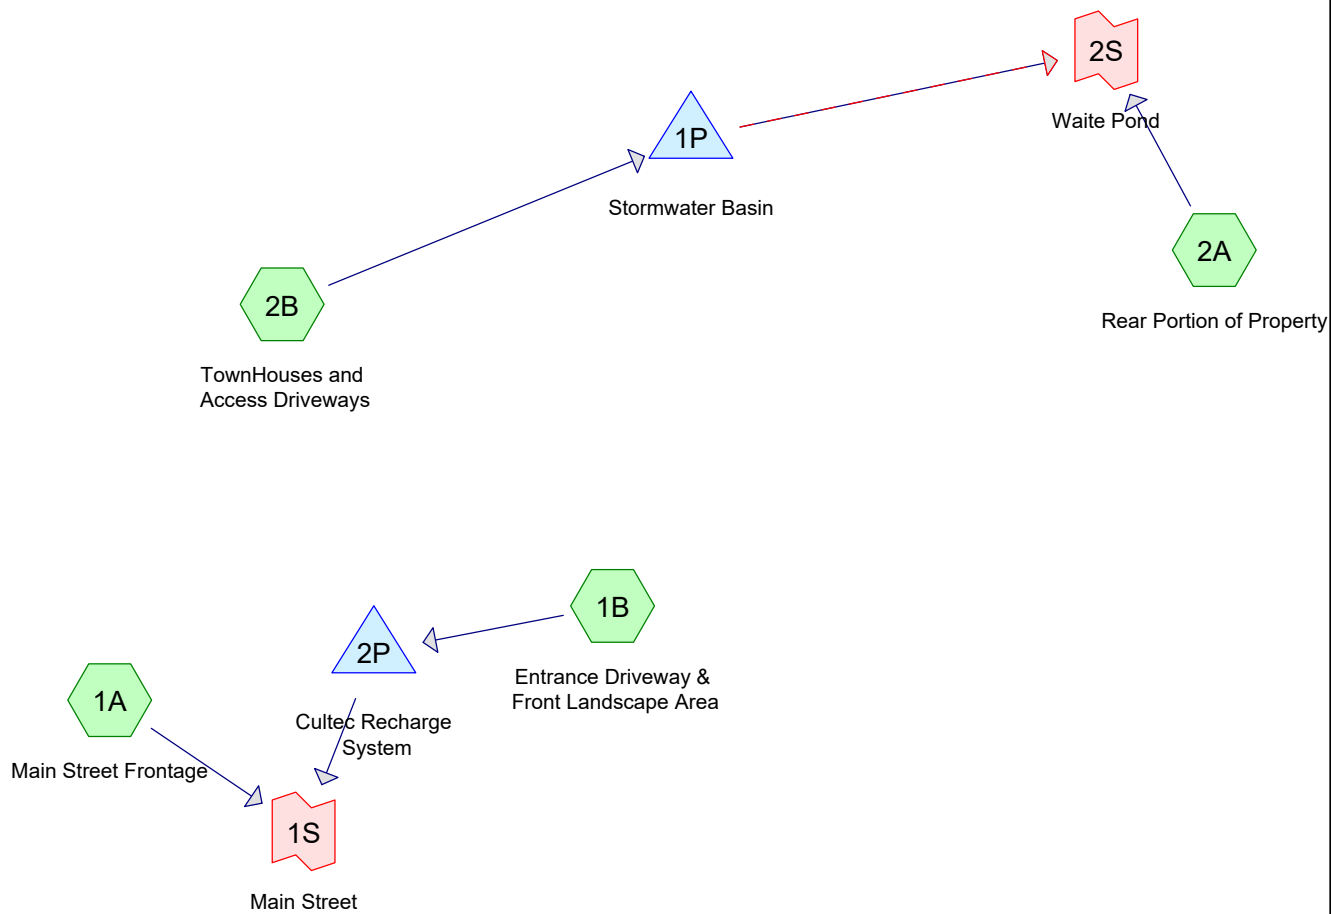 2S
Waite Pond
1P
Stormwater Basin
2A
Rear Portion of Property
2B
TownHouses and
Access Driveways
1B
Entrance Driveway &
Front Landscape Area
2P
Cultec Recharge
System
1A
Main Street Frontage
1S
Main Street